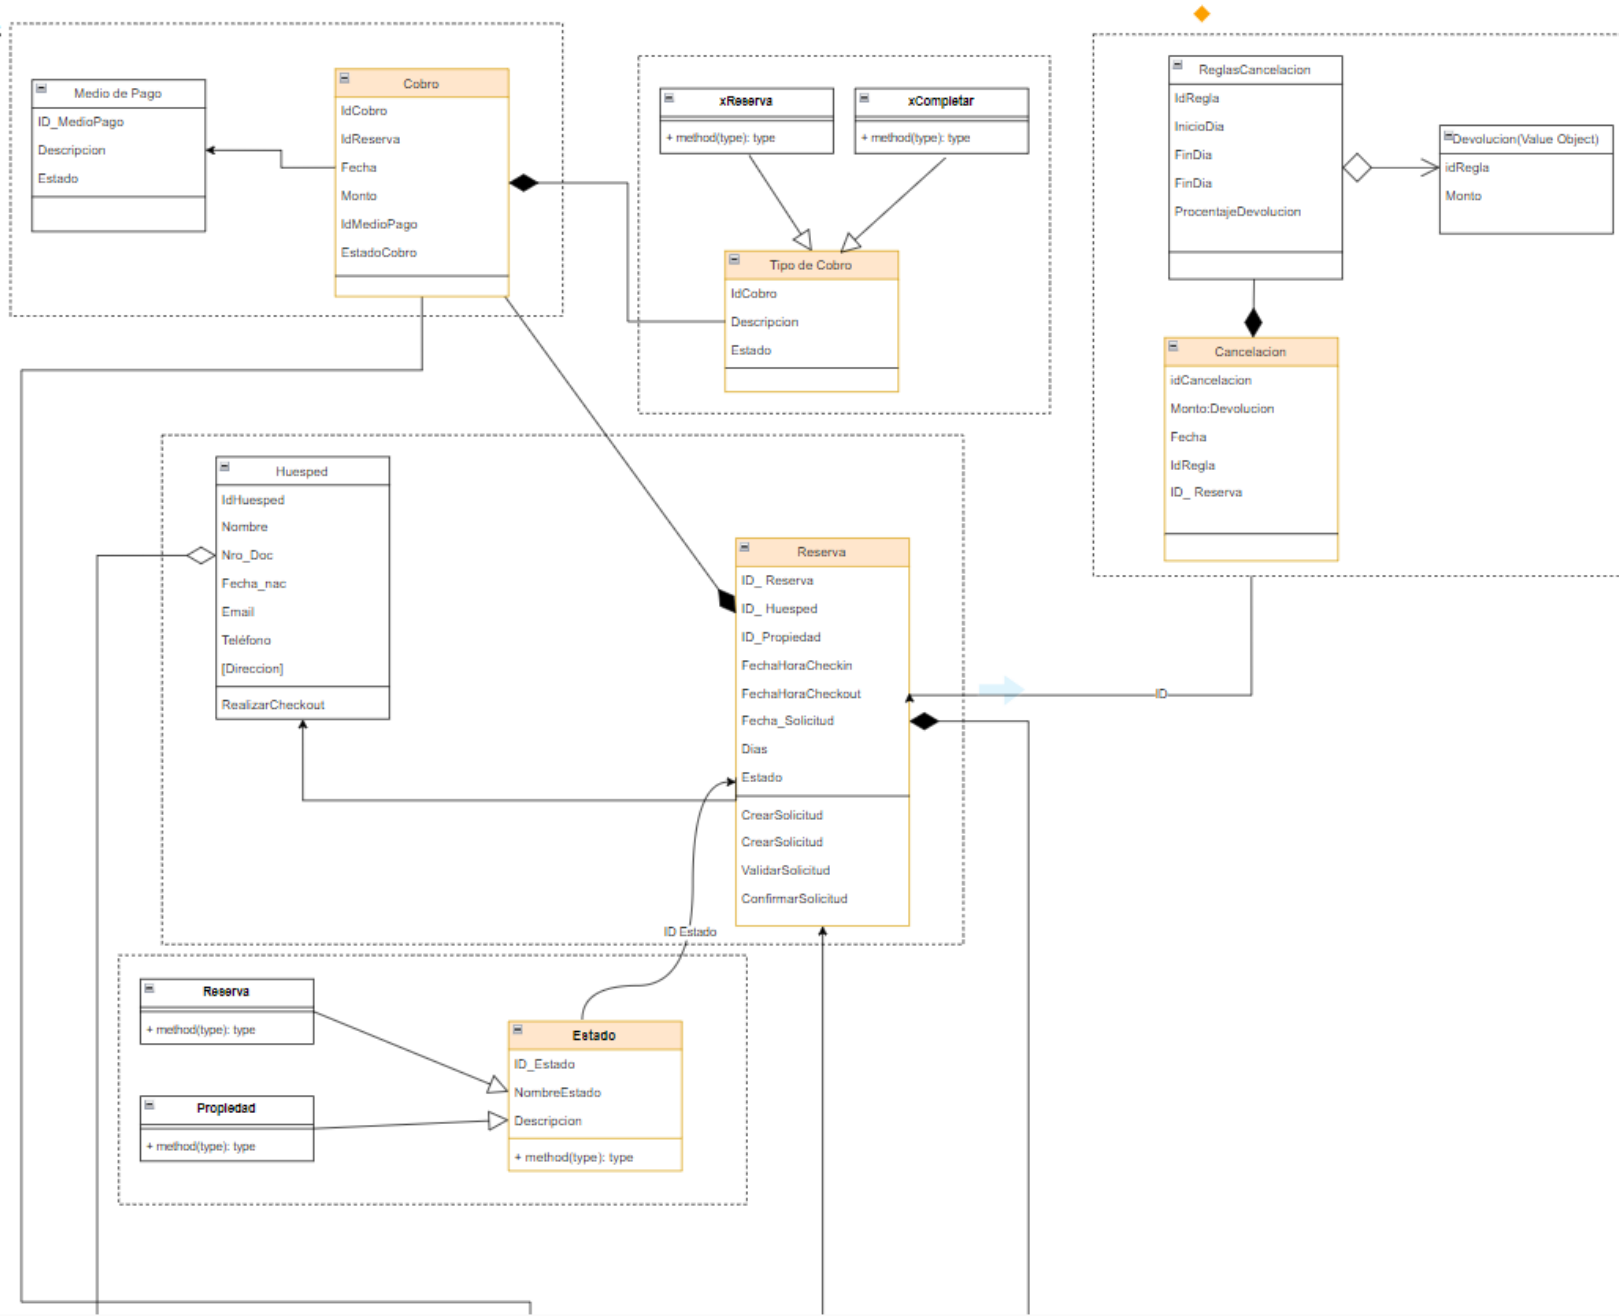 Medio de Pago
ID_MedioPago
Descripcion
Estado
Cobro
IdCobro
IdReserva
Fecha
Monto
IdMedioPago
EstadoCobro
xReserva
+ method(type): type
xCompletar
+ method(type): type
Tipo de Cobro
IdCobro
Descripcion
Estado
ReglasCancelacion
IdRegla
InicioDia
FinDia
FinDia
ProcentajeDevolucion
Devolucion(Value Object)
idRegla
Monto
Cancelacion
idCancelacion
Monto:Devolucion
Fecha
IdRegla
ID_ Reserva
Huesped
IdHuesped
Nombre
Nro_Doc
Fecha_nac
Email
Teléfono
[Direccion]
RealizarCheckout
Reserva
ID_ Reserva
ID_ Huesped
ID_Propiedad
FechaHoraCheckin
FechaHoraCheckout
Fecha_Solicitud
Dias
Estado
CrearSolicitud
CrearSolicitud
ValidarSolicitud
ConfirmarSolicitud
ID
ID Estado
Reserva
+ method(type): type
Propiedad
+ method(type): type
Estado
ID_Estado
NombreEstado
Descripcion
+ method(type): type